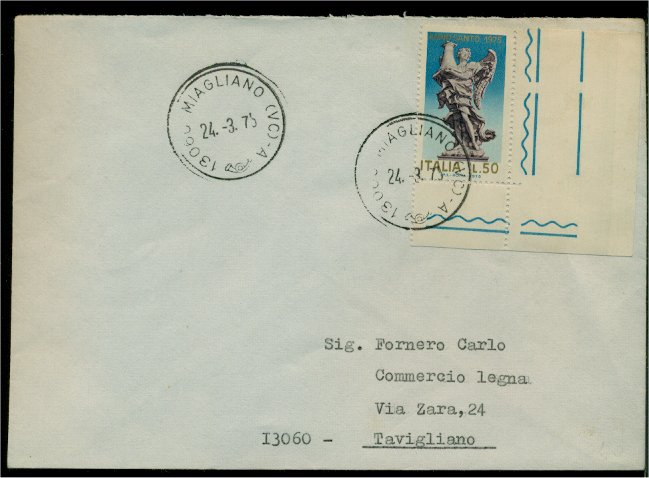 ANNO SANTO 1975
ITALIA L.50
13060 MIAGLIANO (VC) - A
24.-3.75
MIAGLIANO (VC) - A
24.-3.75
Sig. Fornero Carlo
Commercio legna
Via Zara,24
I3060 - Tavigliano